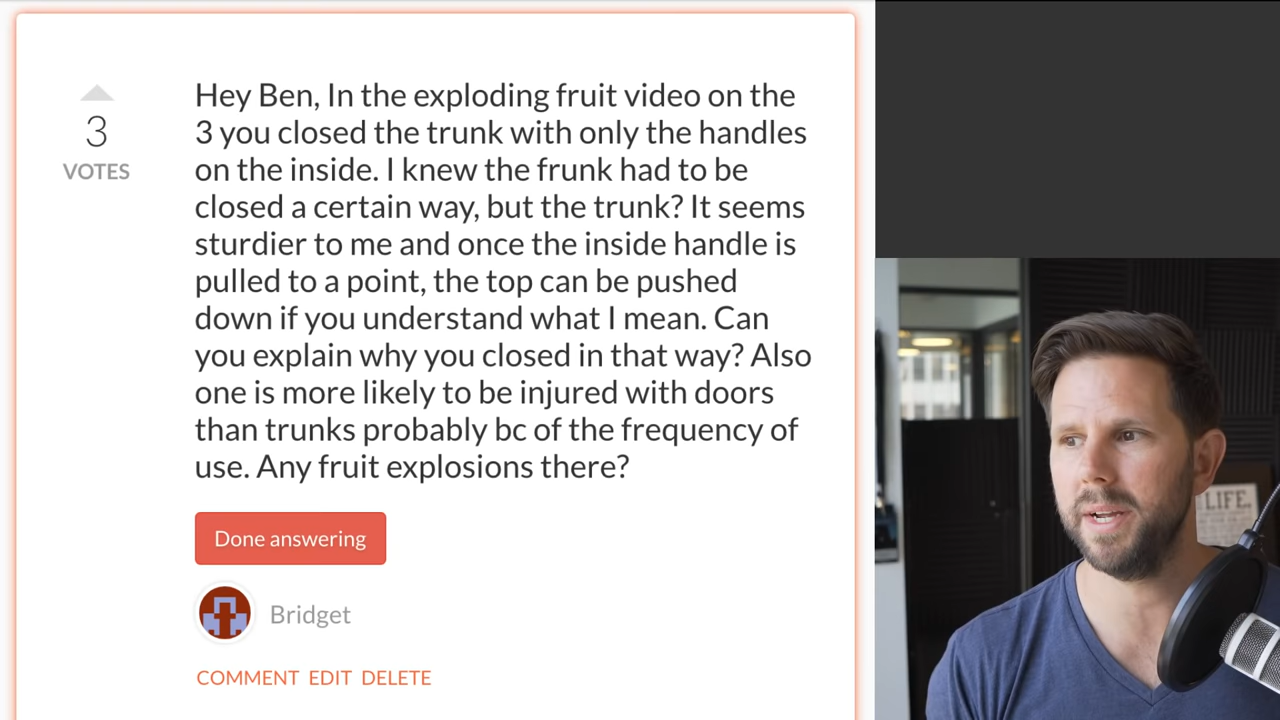 Hey Ben, In the exploding fruit video on the
3 you closed the trunk with only the handles
on the inside. I knew the frunk had to be
closed a certain way, but the trunk? It seems
sturdier to me and once the inside handle is
pulled to a point, the top can be pushed
down if you understand what I mean. Can
you explain why you closed in that way? Also
one is more likely to be injured with doors
than trunks probably bc of the frequency of
use. Any fruit explosions there?
3
VOTES
Done answering
Bridget
COMMENT EDIT DELETE
LIFE.